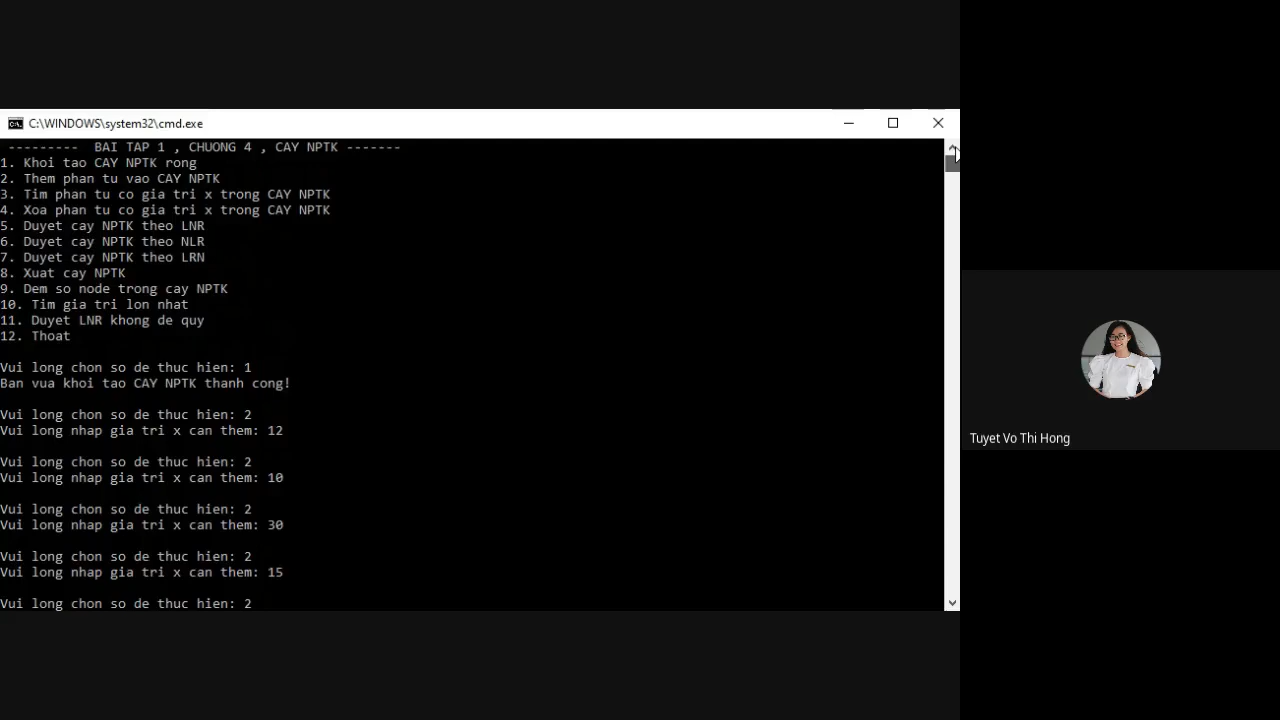 C:\WINDOWS\system32\cmd.exe
---------  BAI TAP 1 , CHUONG 4 , CAY NPTK -------
1. Khoi tao CAY NPTK rong
2. Them phan tu vao CAY NPTK
3. Tim phan tu co gia tri x trong CAY NPTK
4. Xoa phan tu co gia tri x trong CAY NPTK
5. Duyet cay NPTK theo LNR
6. Duyet cay NPTK theo NLR
7. Duyet cay NPTK theo LRN
8. Xuat cay NPTK
9. Dem so node trong cay NPTK
10. Tim gia tri lon nhat
11. Duyet LNR khong de quy
12. Thoat
Vui long chon so de thuc hien: 1
Ban vua khoi tao CAY NPTK thanh cong!
Vui long chon so de thuc hien: 2
Vui long nhap gia tri x can them: 12
Vui long chon so de thuc hien: 2
Vui long nhap gia tri x can them: 10
Vui long chon so de thuc hien: 2
Vui long nhap gia tri x can them: 30
Vui long chon so de thuc hien: 2
Vui long nhap gia tri x can them: 15
Vui long chon so de thuc hien: 2
Tuyet Vo Thi Hong